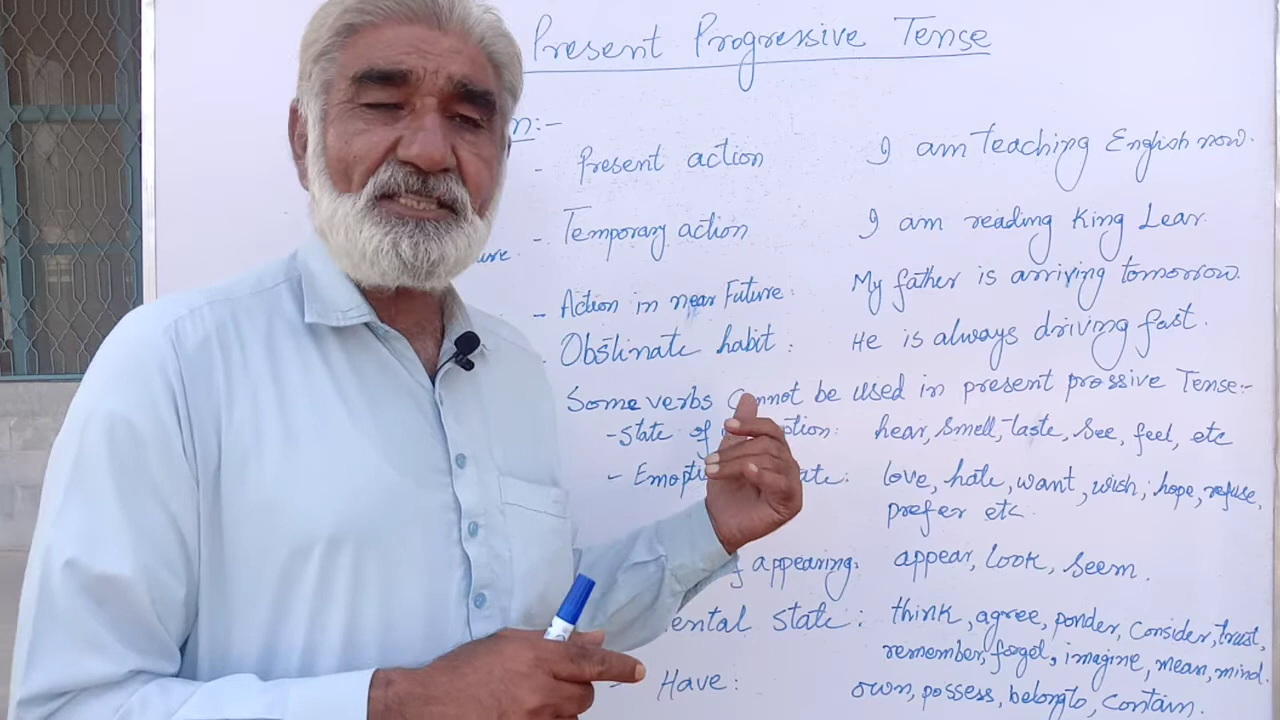 Present Progressive Tense
n:-
- Present action I am teaching English now.
- Temporary action I am reading King Lear
ure.
- Action in near Future: My father is arriving tomorrow.
Obstinate habit: He is always driving fast.
Some verbs cannot be used in present prossive Tense:-
- State of ption: hear, smell, taste, see, feel, etc
- Emoti ate: love, hate, want, wish, hope, refuse,
prefer etc
appearing: appear, look, seem.
ental state: think, agree, ponder, consider, trust,
remember, forget, imagine, mean, mind.
- Have: own, possess, belong to, contain.